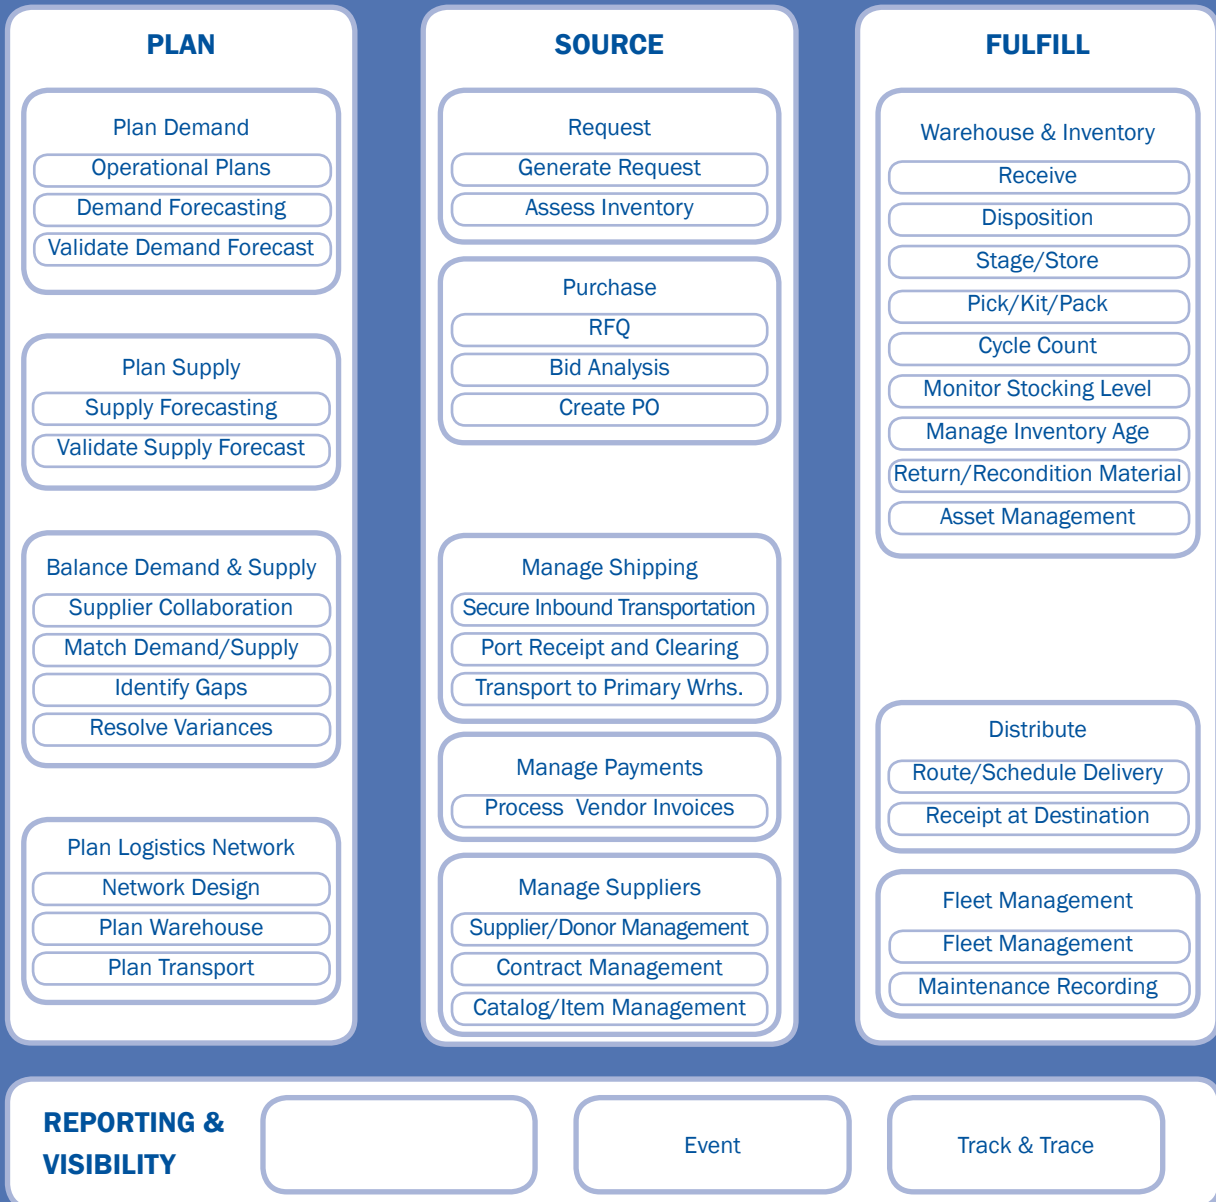 PLAN
Plan Demand
Operational Plans
Demand Forecasting
Validate Demand Forecast
Plan Supply
Supply Forecasting
Validate Supply Forecast
Balance Demand & Supply
Supplier Collaboration
Match Demand/Supply
Identify Gaps
Resolve Variances
Plan Logistics Network
Network Design
Plan Warehouse
Plan Transport
SOURCE
Request
Generate Request
Assess Inventory
Purchase
RFQ
Bid Analysis
Create PO
Manage Shipping
Secure Inbound Transportation
Port Receipt and Clearing
Transport to Primary Wrhs.
Manage Payments
Process Vendor Invoices
Manage Suppliers
Supplier/Donor Management
Contract Management
Catalog/Item Management
FULFILL
Warehouse & Inventory
Receive
Disposition
Stage/Store
Pick/Kit/Pack
Cycle Count
Monitor Stocking Level
Manage Inventory Age
Return/Recondition Material
Asset Management
Distribute
Route/Schedule Delivery
Receipt at Destination
Fleet Management
Fleet Management
Maintenance Recording
REPORTING &
VISIBILITY
Event
Track & Trace